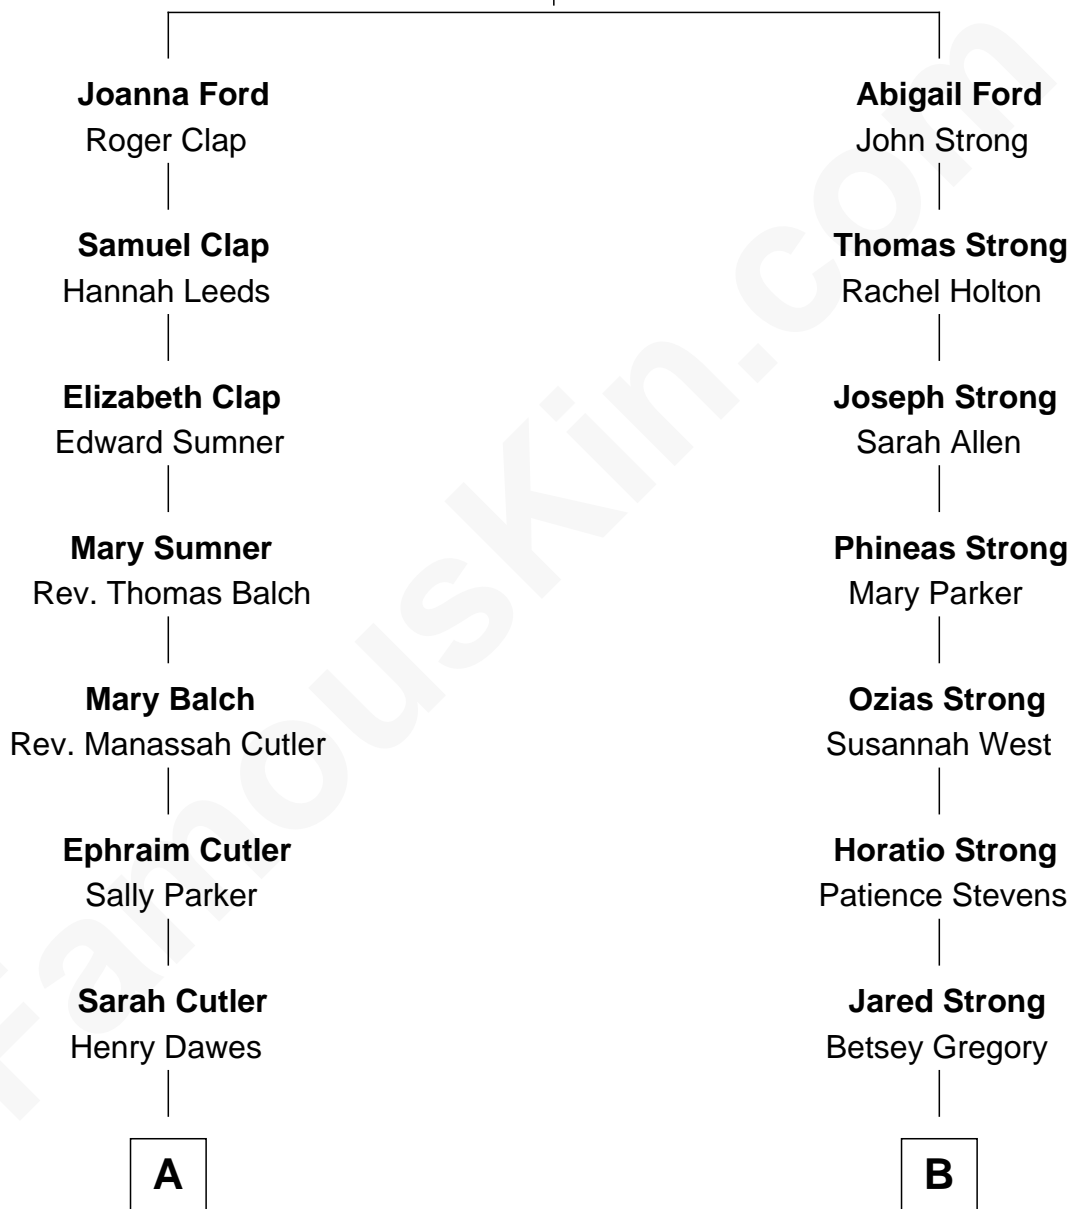 Joanna Ford
Roger Clap
Samuel Clap
Hannah Leeds
Elizabeth Clap
Edward Sumner
Mary Sumner
Rev. Thomas Balch
Mary Balch
Rev. Manassah Cutler
Ephraim Cutler
Sally Parker
Sarah Cutler
Henry Dawes
A
Abigail Ford
John Strong
Thomas Strong
Rachel Holton
Joseph Strong
Sarah Allen
Phineas Strong
Mary Parker
Ozias Strong
Susannah West
Horatio Strong
Patience Stevens
Jared Strong
Betsey Gregory
B
FamousKin.com